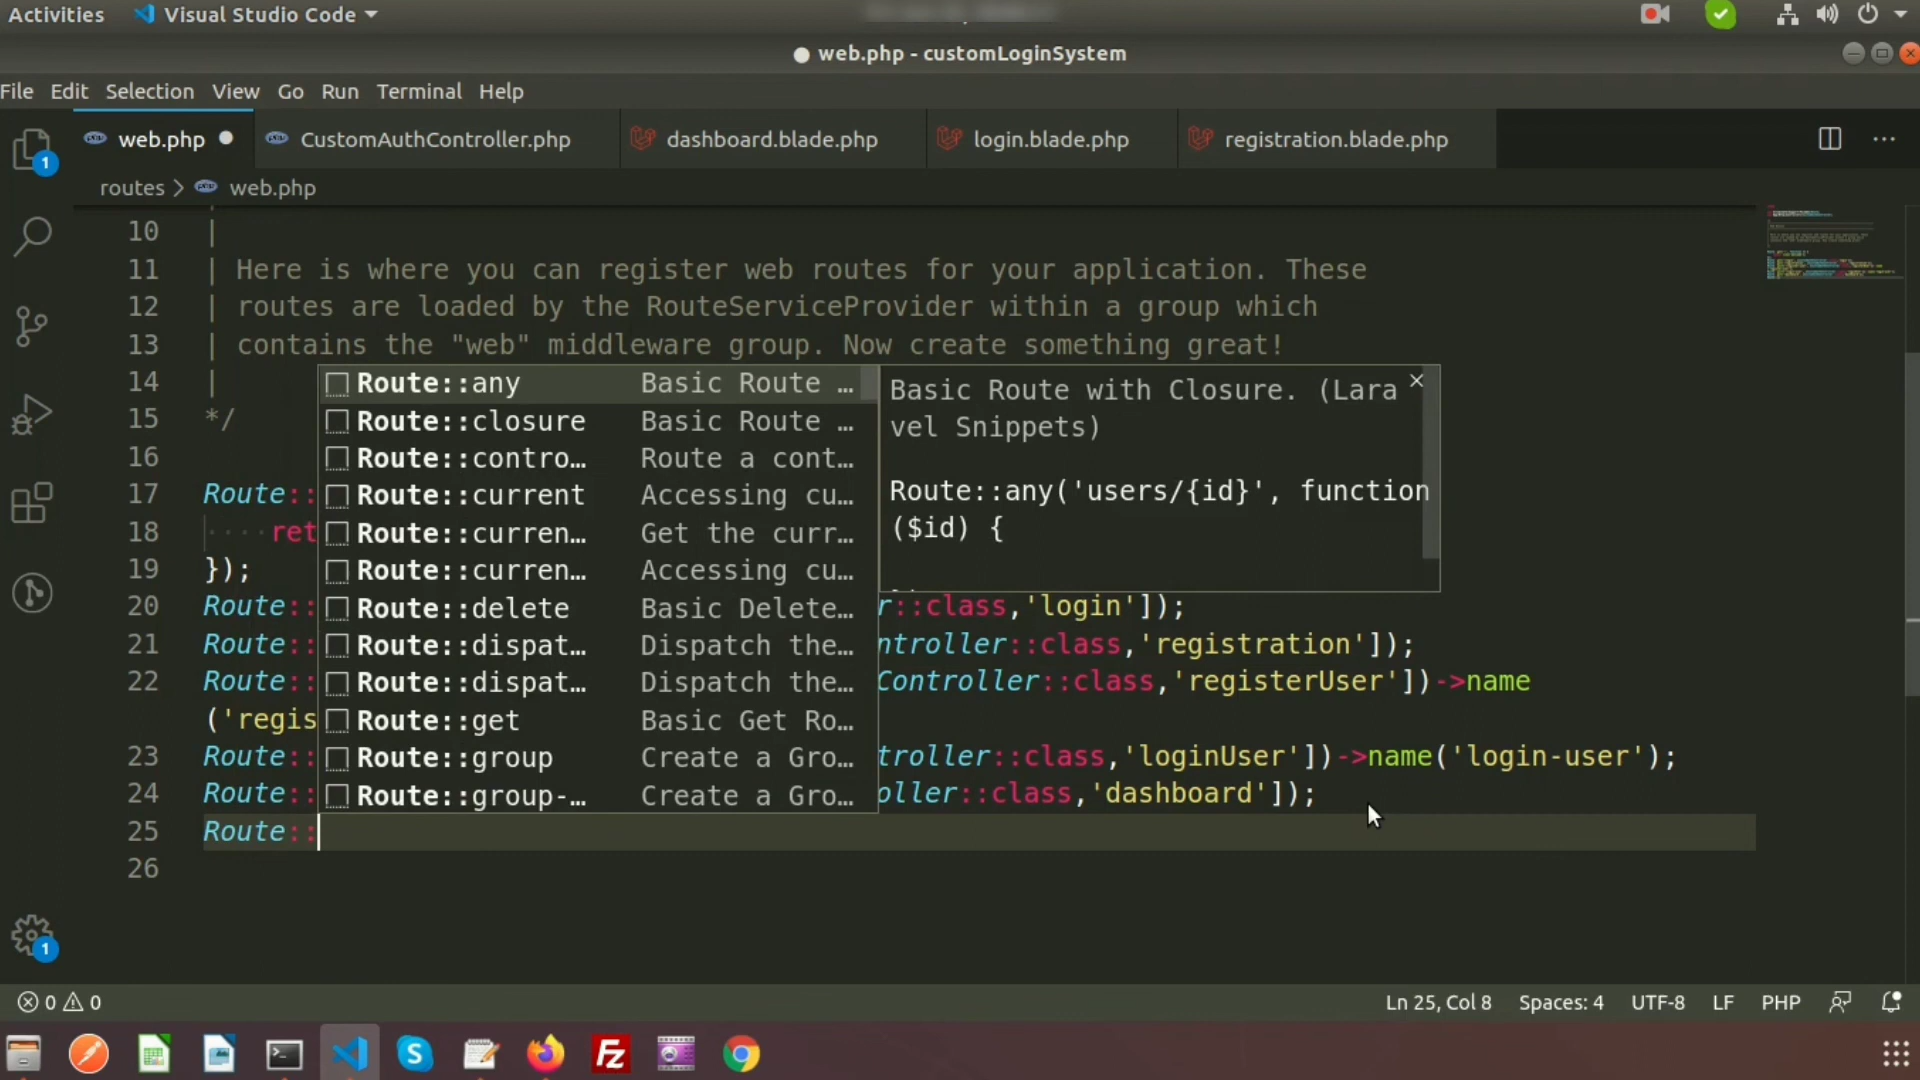 Activities
Visual Studio Code
● web.php - customLoginSystem
File Edit Selection View Go Run Terminal Help
1
web.php ●
CustomAuthController.php
dashboard.blade.php
login.blade.php
registration.blade.php
routes > web.php
10 |
11 | Here is where you can register web routes for your application. These
12 | routes are loaded by the RouteServiceProvider within a group which
13 | contains the "web" middleware group. Now create something great!
14 |
15 */
16
17 Route::
18 ····ret
19 });
20 Route:: r::class,'login']);
21 Route:: ntroller::class,'registration']);
22 Route:: Controller::class,'registerUser'])->name
('regis
23 Route:: troller::class,'loginUser'])->name('login-user');
24 Route:: oller::class,'dashboard']);
25 Route::
26
Route::any Basic Route …
Route::closure Basic Route …
Route::contro… Route a cont…
Route::current Accessing cu…
Route::curren… Get the curr…
Route::curren… Accessing cu…
Route::delete Basic Delete…
Route::dispat… Dispatch the…
Route::dispat… Dispatch the…
Route::get Basic Get Ro…
Route::group Create a Gro…
Route::group-… Create a Gro…
Basic Route with Closure. (Lara
vel Snippets)
Route::any('users/{id}', function
($id) {
1
0 0
Ln 25, Col 8 Spaces: 4 UTF-8 LF PHP
S
Fz